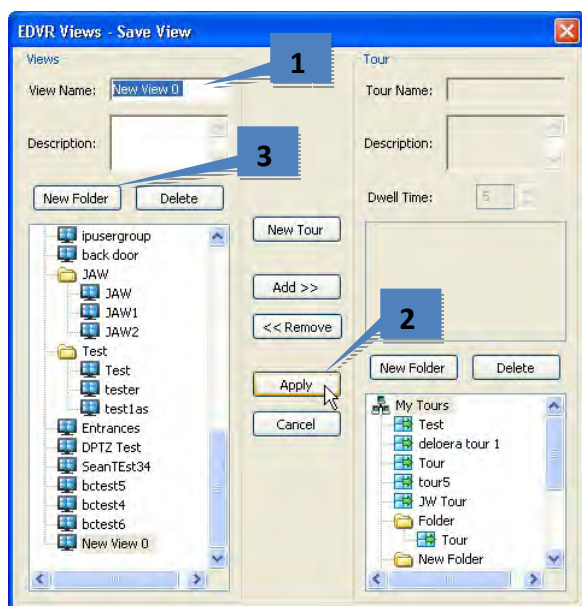 EDVR Views - Save View
Views
1
View Name: New View 0
Description:
3
New Folder Delete
ipusergroup
back door
JAW
JAW
JAW1
JAW2
Test
Test
tester
test1as
Entrances
DPTZ Test
SeanTEst34
bctest5
bctest4
bctest6
New View 0
New Tour
Add >>
<< Remove
2
Apply
Cancel
Tour
Tour Name:
Description:
Dwell Time: 5
New Folder Delete
My Tours
Test
deloera tour 1
Tour
tour5
JW Tour
Folder
Tour
New Folder